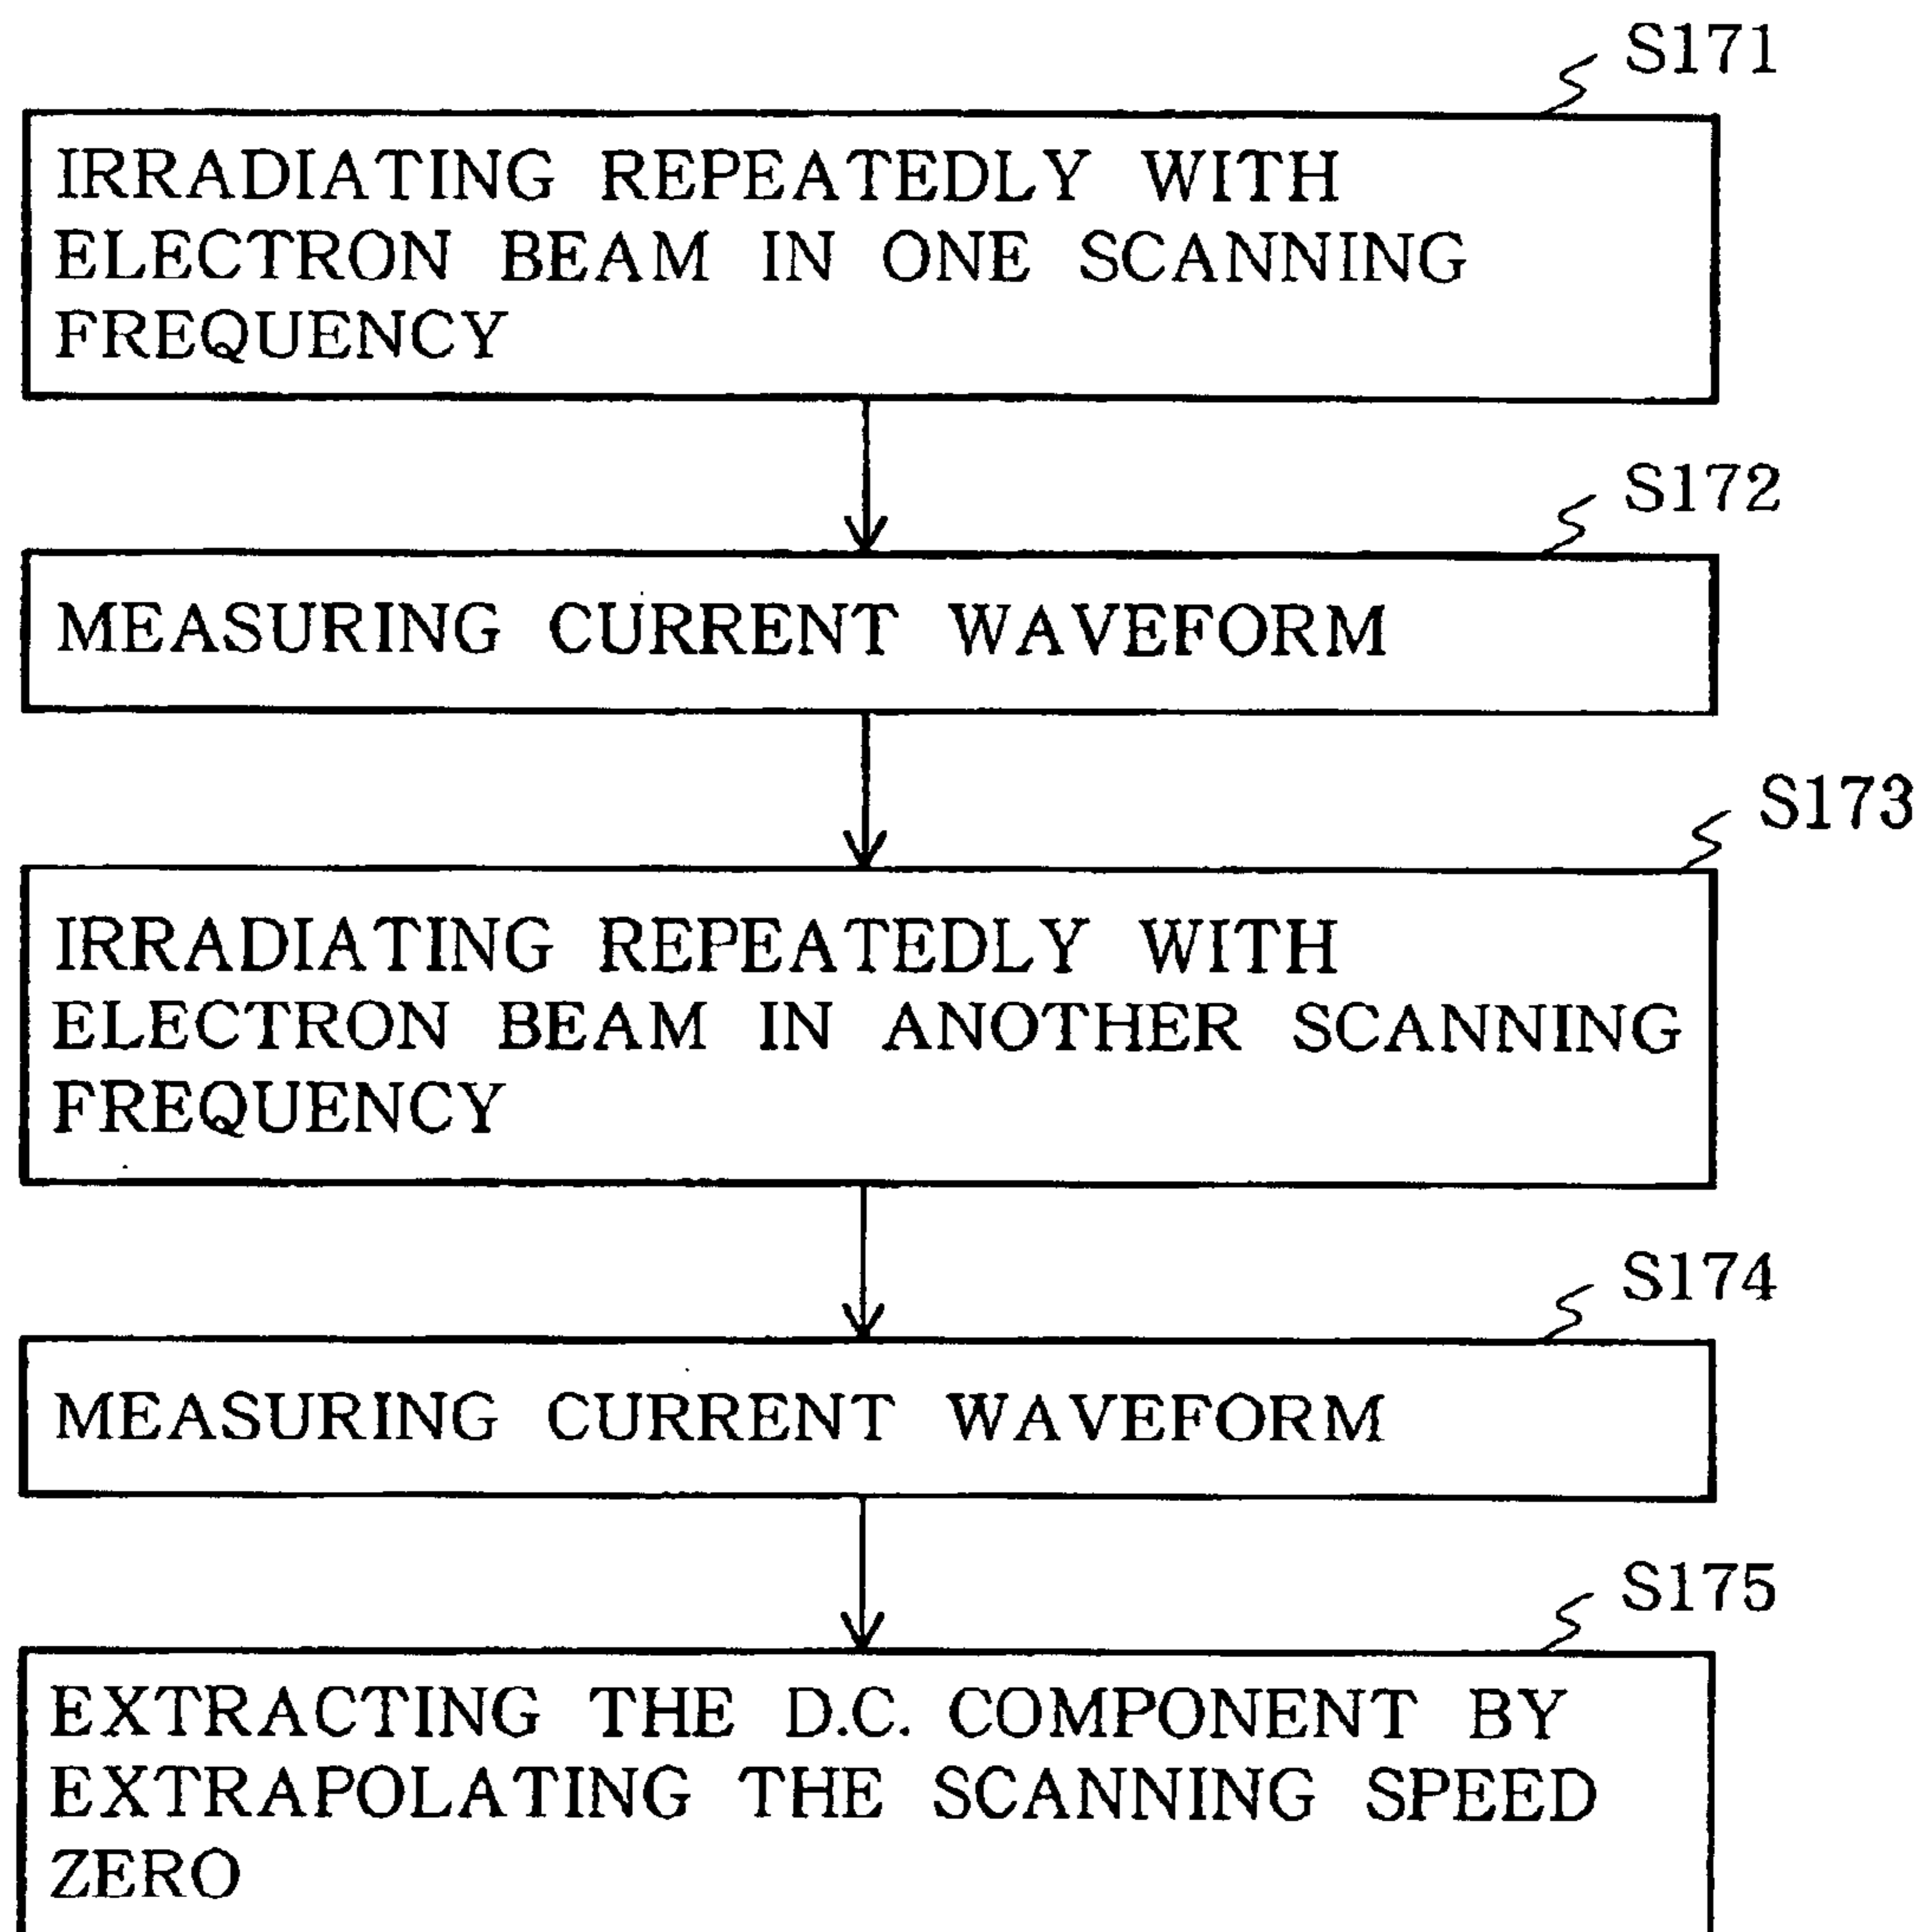 S171
IRRADIATING REPEATEDLY WITH
ELECTRON BEAM IN ONE SCANNING
FREQUENCY
S172
MEASURING CURRENT WAVEFORM
S173
IRRADIATING REPEATEDLY WITH
ELECTRON BEAM IN ANOTHER SCANNING
FREQUENCY
S174
MEASURING CURRENT WAVEFORM
S175
EXTRACTING THE D.C. COMPONENT BY
EXTRAPOLATING THE SCANNING SPEED
ZERO